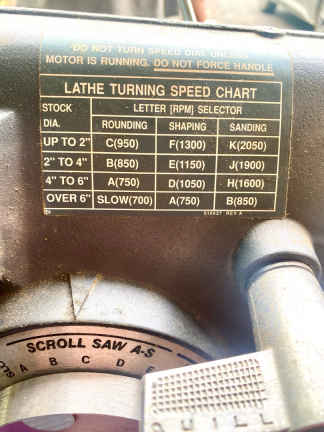 DO NOT TURN SPEED DIAL UNLESS
MOTOR IS RUNNING. DO NOT FORCE HANDLE
LATHE TURNING SPEED CHART
STOCK DIA. LETTER [RPM] SELECTOR
ROUNDING SHAPING SANDING
UP TO 2" C(950) F(1300) K(2050)
2" TO 4" B(850) E(1150) J(1900)
4" TO 6" A(750) D(1050) H(1600)
OVER 6" SLOW(700) A(750) B(850)
REV A
SCROLL SAW A-S
A B C D E
QUILL